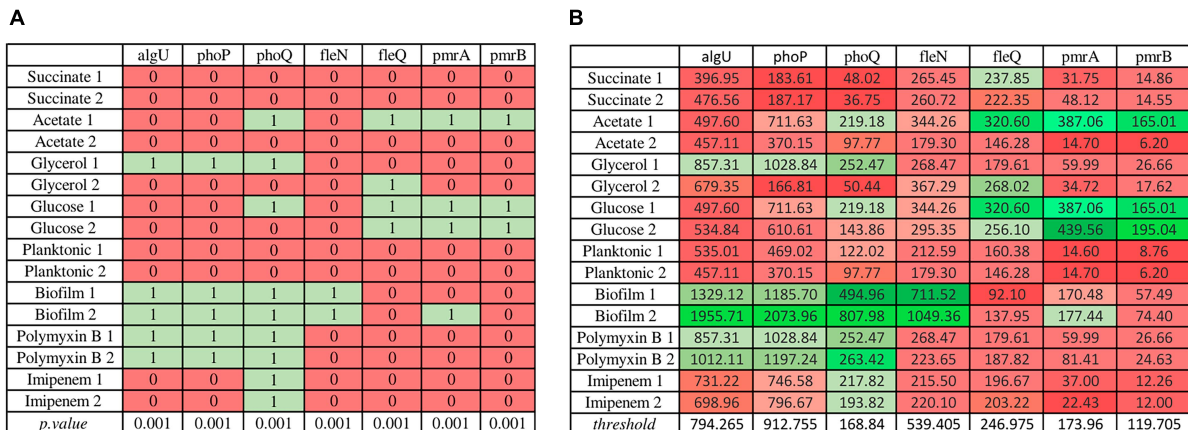 A
algU phoP phoQ fleN fleQ pmrA pmrB
Succinate 1 0 0 0 0 0 0 0
Succinate 2 0 0 0 0 0 0 0
Acetate 1 0 0 1 0 1 1 1
Acetate 2 0 0 0 0 0 0 0
Glycerol 1 1 1 1 0 0 0 0
Glycerol 2 0 0 0 0 1 0 0
Glucose 1 0 0 1 0 1 1 1
Glucose 2 0 0 0 0 1 1 1
Planktonic 1 0 0 0 0 0 0 0
Planktonic 2 0 0 0 0 0 0 0
Biofilm 1 1 1 1 1 0 0 0
Biofilm 2 1 1 1 1 0 1 0
Polymyxin B 1 1 1 1 0 0 0 0
Polymyxin B 2 1 1 1 0 0 0 0
Imipenem 1 0 0 1 0 0 0 0
Imipenem 2 0 0 1 0 0 0 0
p.value 0.001 0.001 0.001 0.001 0.001 0.001 0.001
B
algU phoP phoQ fleN fleQ pmrA pmrB
Succinate 1 396.95 183.61 48.02 265.45 237.85 31.75 14.86
Succinate 2 476.56 187.17 36.75 260.72 222.35 48.12 14.55
Acetate 1 497.60 711.63 219.18 344.26 320.60 387.06 165.01
Acetate 2 457.11 370.15 97.77 179.30 146.28 14.70 6.20
Glycerol 1 857.31 1028.84 252.47 268.47 179.61 59.99 26.66
Glycerol 2 679.35 166.81 50.44 367.29 268.02 34.72 17.62
Glucose 1 497.60 711.63 219.18 344.26 320.60 387.06 165.01
Glucose 2 534.84 610.61 143.86 295.35 256.10 439.56 195.04
Planktonic 1 535.01 469.02 122.02 212.59 160.38 14.60 8.76
Planktonic 2 457.11 370.15 97.77 179.30 146.28 14.70 6.20
Biofilm 1 1329.12 1185.70 494.96 711.52 92.10 170.48 57.49
Biofilm 2 1955.71 2073.96 807.98 1049.36 137.95 177.44 74.40
Polymyxin B 1 857.31 1028.84 252.47 268.47 179.61 59.99 26.66
Polymyxin B 2 1012.11 1197.24 263.42 223.65 187.82 81.41 24.63
Imipenem 1 731.22 746.58 217.82 215.50 196.67 37.00 12.26
Imipenem 2 698.96 796.67 193.82 220.10 203.22 22.43 12.00
threshold 794.265 912.755 168.84 539.405 246.975 173.96 119.705